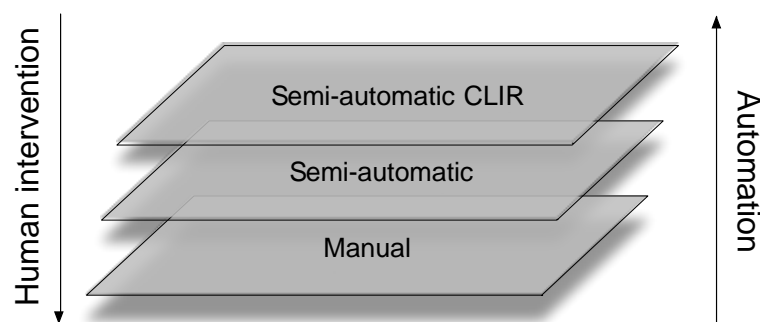 Human intervention
Semi-automatic CLIR
Semi-automatic
Manual
Automation